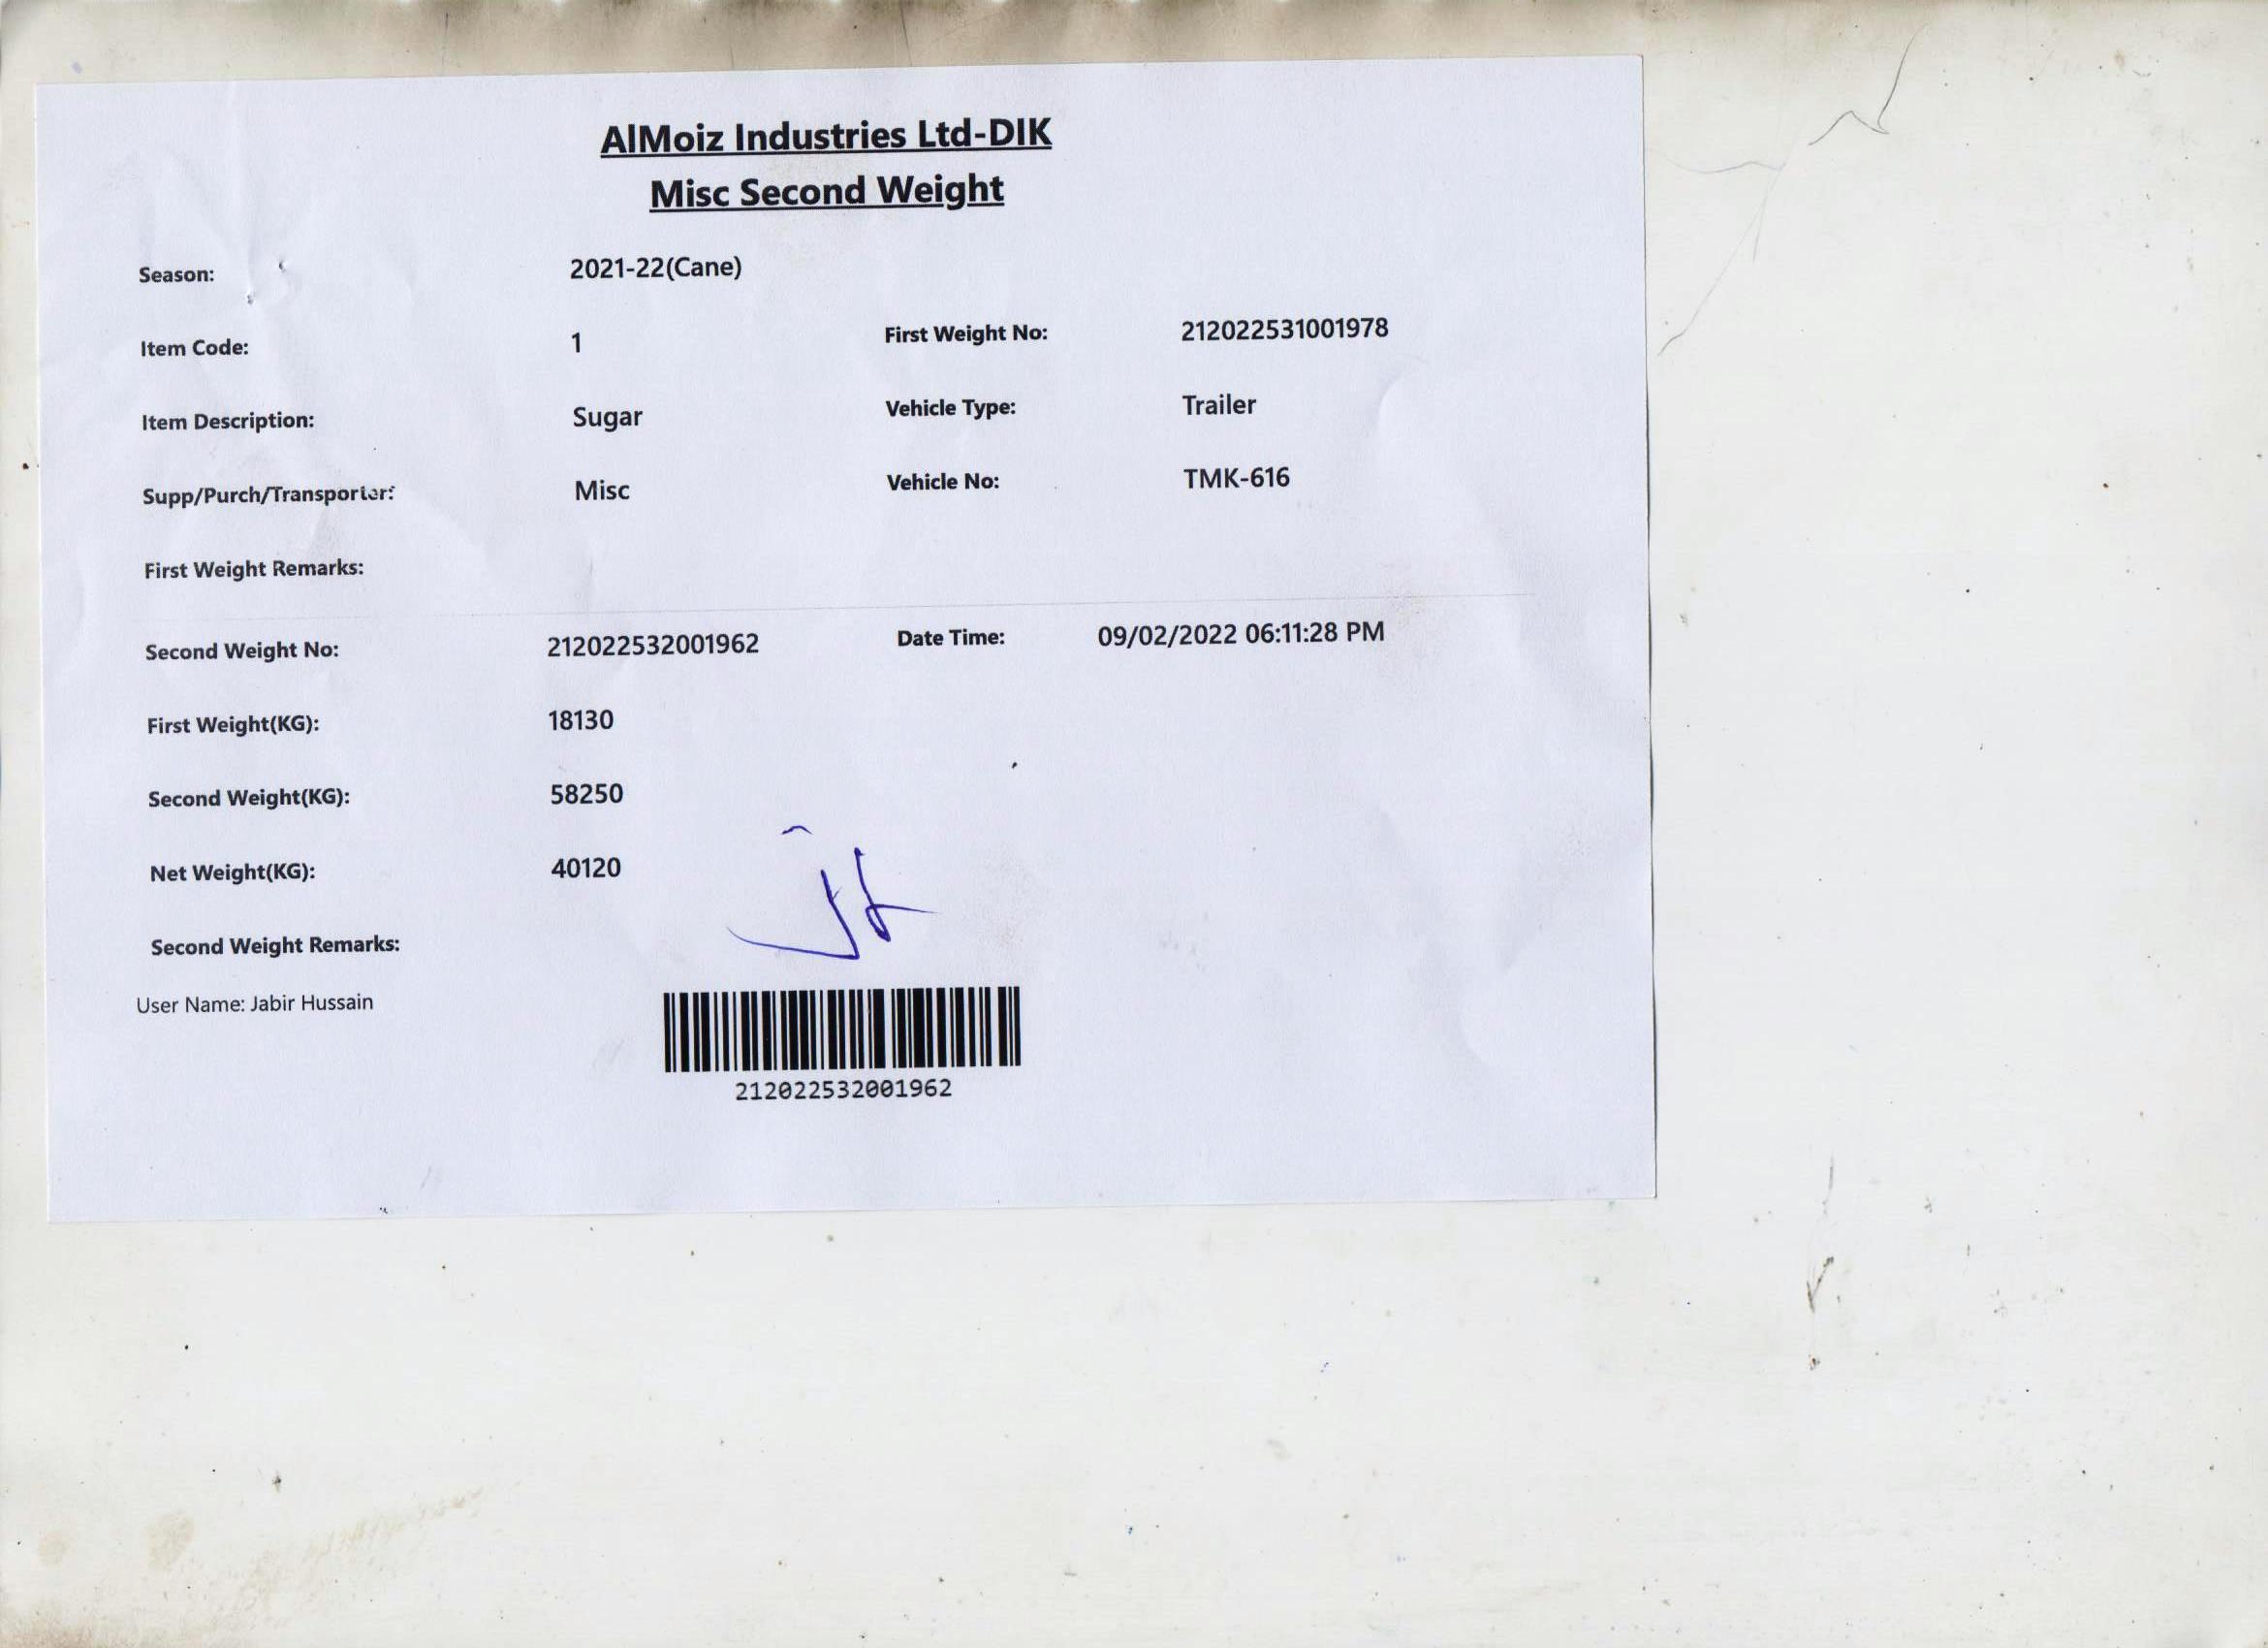 AlMoiz Industries Ltd-DIK
Misc Second Weight
Season: 2021-22(Cane)
Item Code: 1 First Weight No: 212022531001978
Item Description: Sugar Vehicle Type: Trailer
Supp/Purch/Transporter: Misc Vehicle No: TMK-616
First Weight Remarks:
Second Weight No: 212022532001962 Date Time: 09/02/2022 06:11:28 PM
First Weight(KG): 18130
Second Weight(KG): 58250
Net Weight(KG): 40120
Second Weight Remarks:
User Name: Jabir Hussain
212022532001962